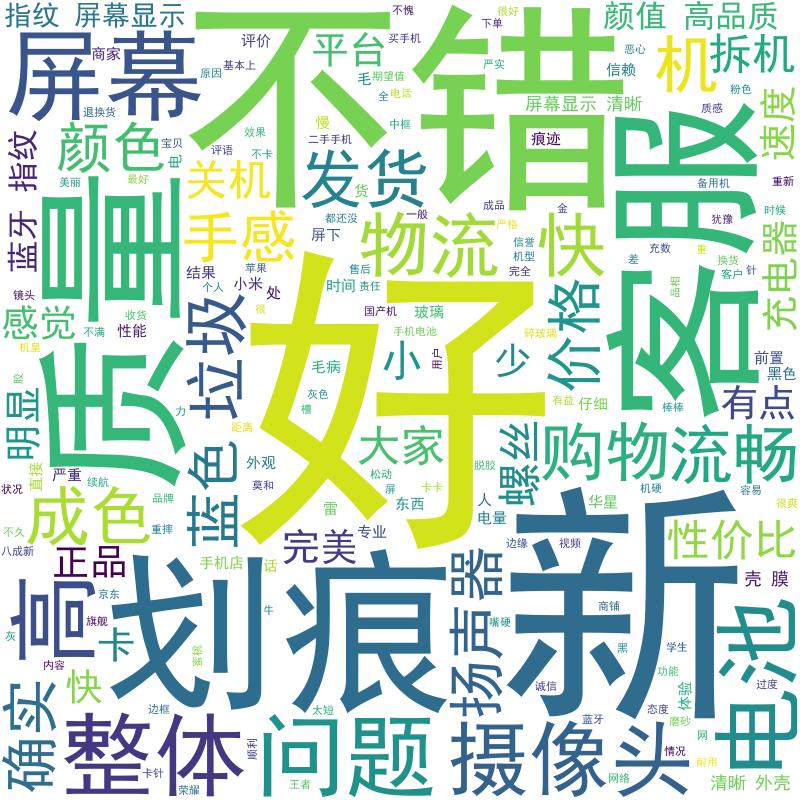 指纹 屏幕显示
不错
颜值 高品质
不愧
很好
下单
买手机
恶心
屏幕
商家
评价
平台
机
拆机
原因
基本上
毛
期望值
严实
信赖
全
电话
屏幕显示 清晰
质感
粉色
退换货
慢
中框
颜色
宝贝
效果
二手手机
痕迹
客服
速度
指纹
评语
不卡
电
关机
发货
货
成品
金
备用机
重新
美丽
最好
蓝牙
质量
手感
都还没
一般
严格
屏下
物流
快
信誉
机型
完全
犹豫
时候
充数
重
换货
差
客户
针
充电器
结果
苹果
个人
小米
处
售后
时间
责任
镜头
感觉
收货
不满
性能
很
国产机
玻璃
手机电池
价格
品相
机呈
垃圾
好
毛病
小
用户
少
碎玻璃
前置
黑色
胶
灰色
槽
有益
仔细
棒棒
有点
明显
力
距离
大家
螺丝
购物流畅
直接
严重
续航
蓝色
外观
莫和
松动
屏
卡卡
脱胶
状况
品牌
雷
东西
人
电量
华星
机硬
容易
很爽
不久
成色
重摔
完美
专业
边缘
视频
性价比
八成新
正品
手机店
话
新
壳 膜
高
京东
旗舰
划痕
扬声器
商铺
电池
灰
卡
牛
嘴硬
黑
学生
内容
功能
快
诚信
体验
过度
确实
边框
太短
态度
磨砂
蓝牙
网
整体
顺利
问题
摄像头
情况
耐用
卡针
荣耀
王者
网络
清晰 外壳